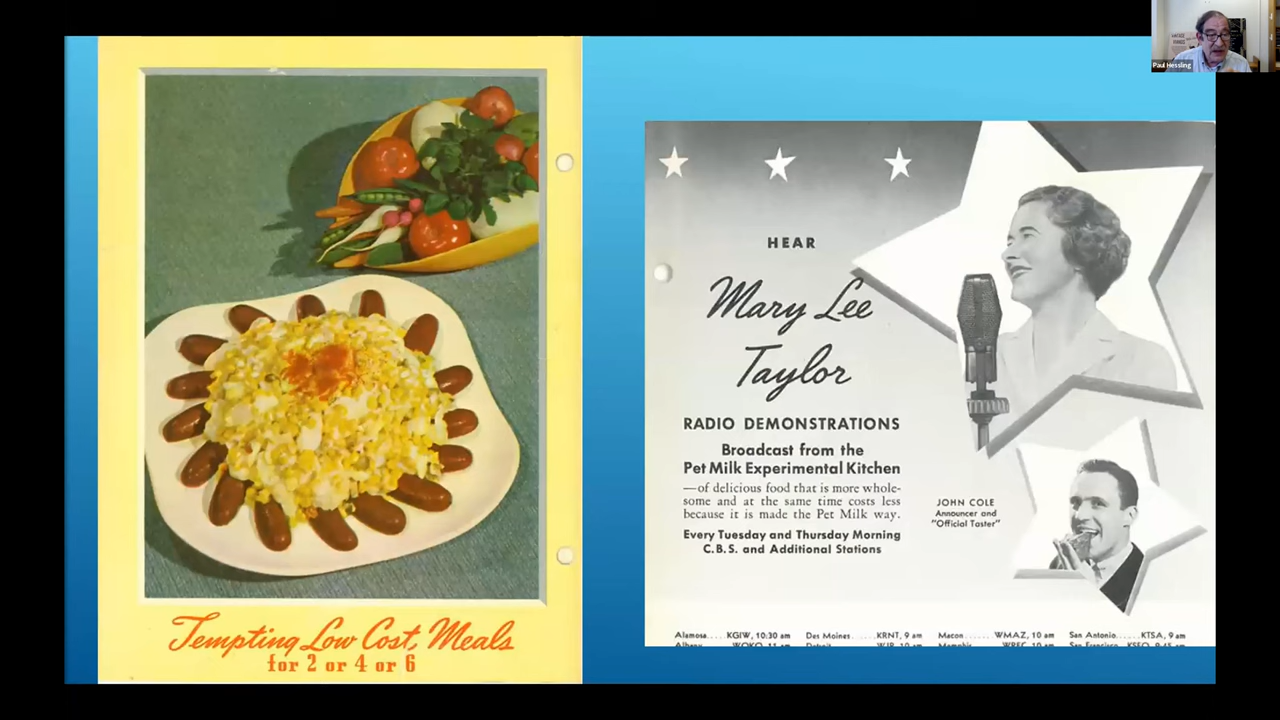 Paul Hessling
Tempting Low Cost Meals
for 2 or 4 or 6
HEAR
Mary Lee
Taylor
RADIO DEMONSTRATIONS
Broadcast from the
Pet Milk Experimental Kitchen
—of delicious food that is more whole-
some and at the same time costs less
because it is made the Pet Milk way.
Every Tuesday and Thursday Morning
C.B.S. and Additional Stations
JOHN COLE
Announcer and
"Official Taster"
Alamosa.....KGIW, 10:30 am
Des Moines......KRNT, 9 am
Macon.......WMAZ, 10 am
San Antonio......KTSA, 9 am